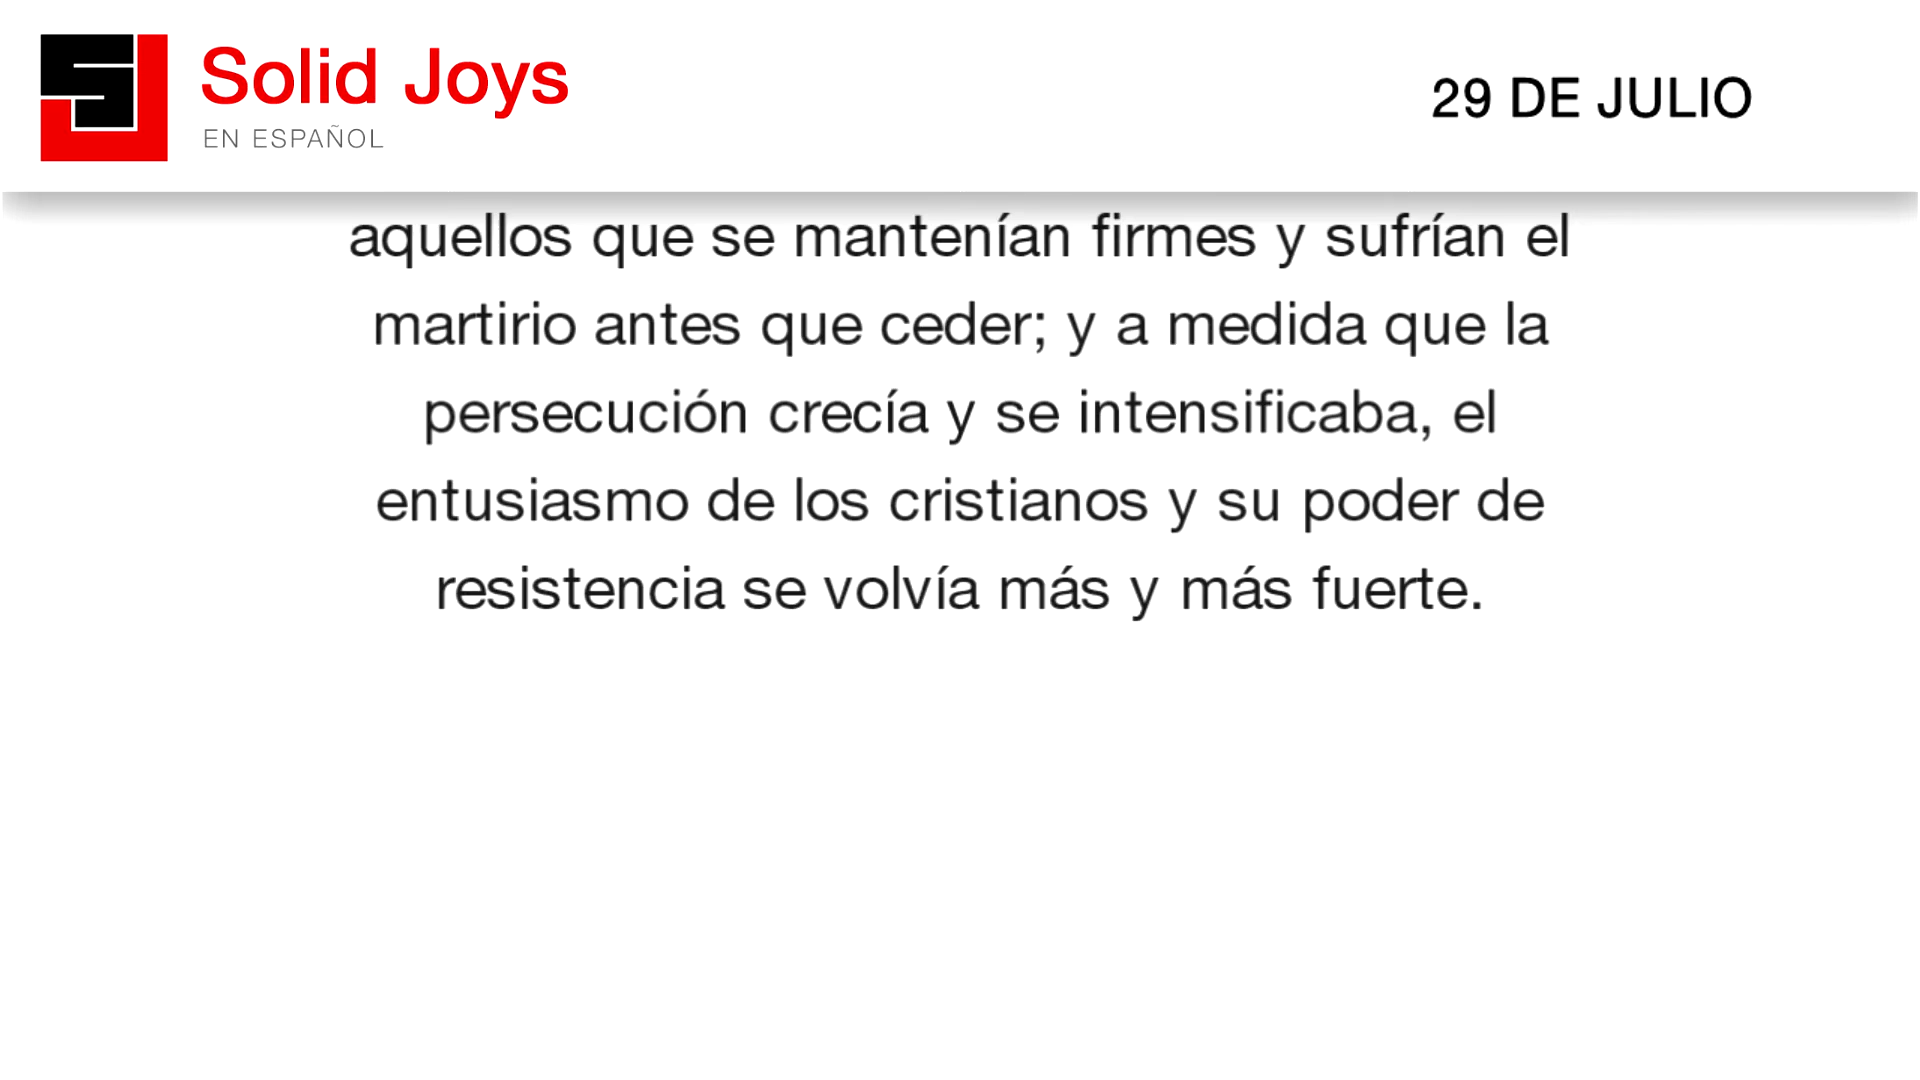 Solid Joys
EN ESPAÑOL
29 DE JULIO
aquellos que se mantenían firmes y sufrían el
martirio antes que ceder; y a medida que la
persecución crecía y se intensificaba, el
entusiasmo de los cristianos y su poder de
resistencia se volvía más y más fuerte.